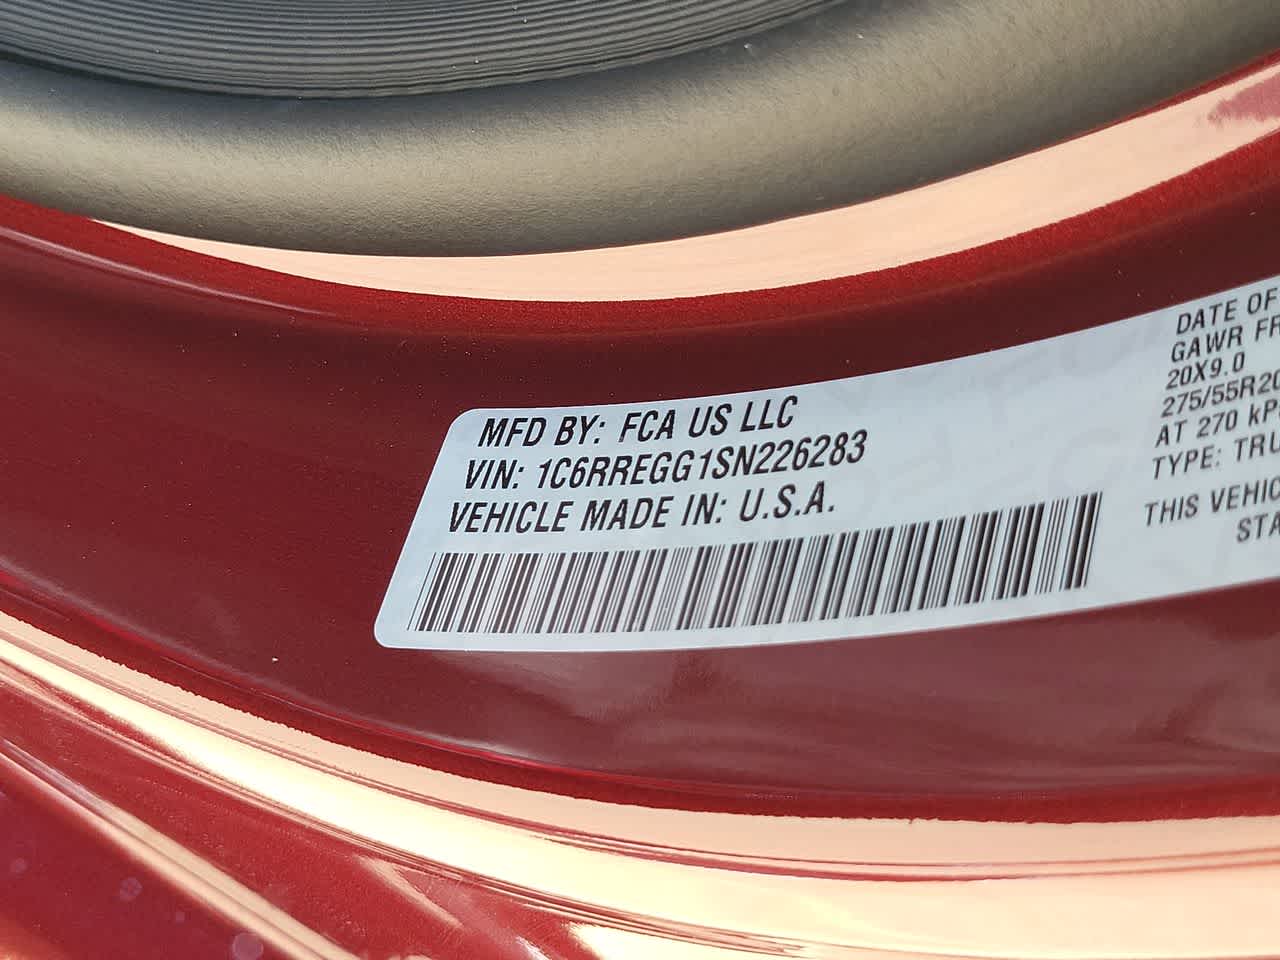 MFD BY: FCA US LLC
VIN: 1C6RREGG1SN226283
VEHICLE MADE IN: U.S.A.
DATE OF
GAWR FR
20X9.0
275/55R20
AT 270 kP
TYPE: TRU
THIS VEHIC
STA